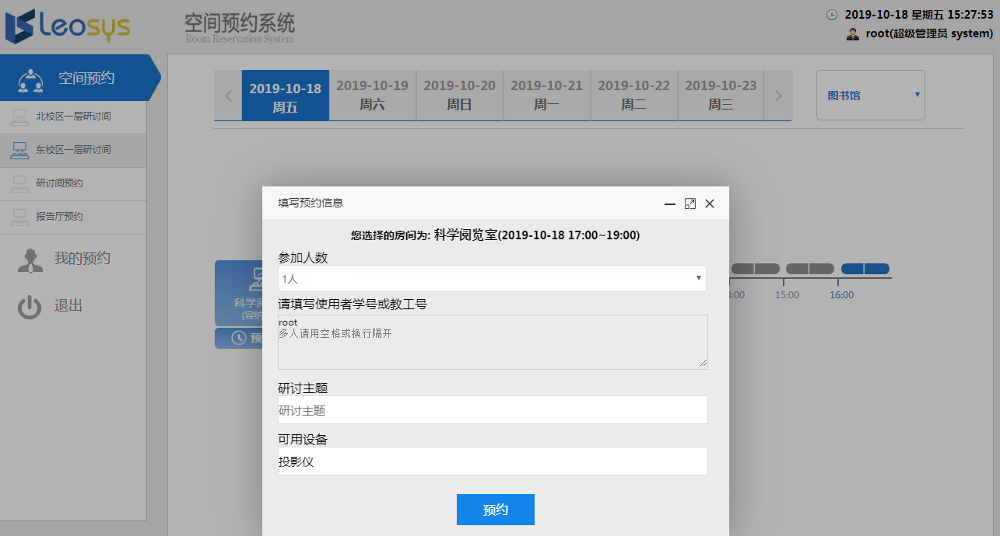 Leosys
空间预约系统
Room Reservation System
2019-10-18 星期五 15:27:53
root(超级管理员 system)
空间预约
北校区一层研讨间
东校区一层研讨间
研讨间预约
报告厅预约
我的预约
退出
2019-10-18 周五
2019-10-19 周六
2019-10-20 周日
2019-10-21 周一
2019-10-22 周二
2019-10-23 周三
图书馆
科学阅
(容纳
预
:00
15:00
16:00
填写预约信息
您选择的房间为: 科学阅览室(2019-10-18 17:00~19:00)
参加人数
1人
请填写使用者学号或教工号
root
多人请用空格或换行隔开
研讨主题
研讨主题
可用设备
投影仪
预约